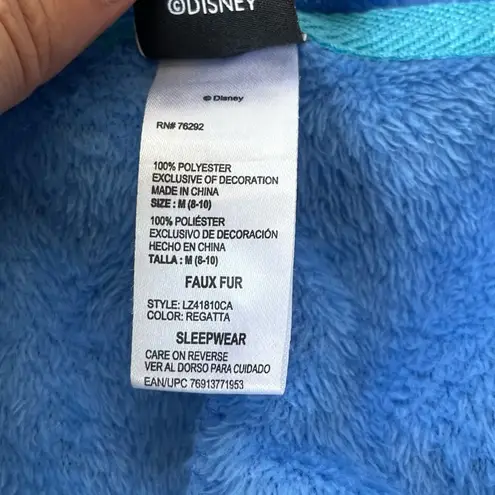 ©DISNEY
© Disney
RN# 76292
100% POLYESTER
EXCLUSIVE OF DECORATION
MADE IN CHINA
SIZE : M (8-10)
100% POLIÉSTER
EXCLUSIVO DE DECORACIÓN
HECHO EN CHINA
TALLA : M (8-10)
FAUX FUR
STYLE: LZ41810CA
COLOR: REGATTA
SLEEPWEAR
CARE ON REVERSE
VER AL DORSO PARA CUIDADO
EAN/UPC 76913771953